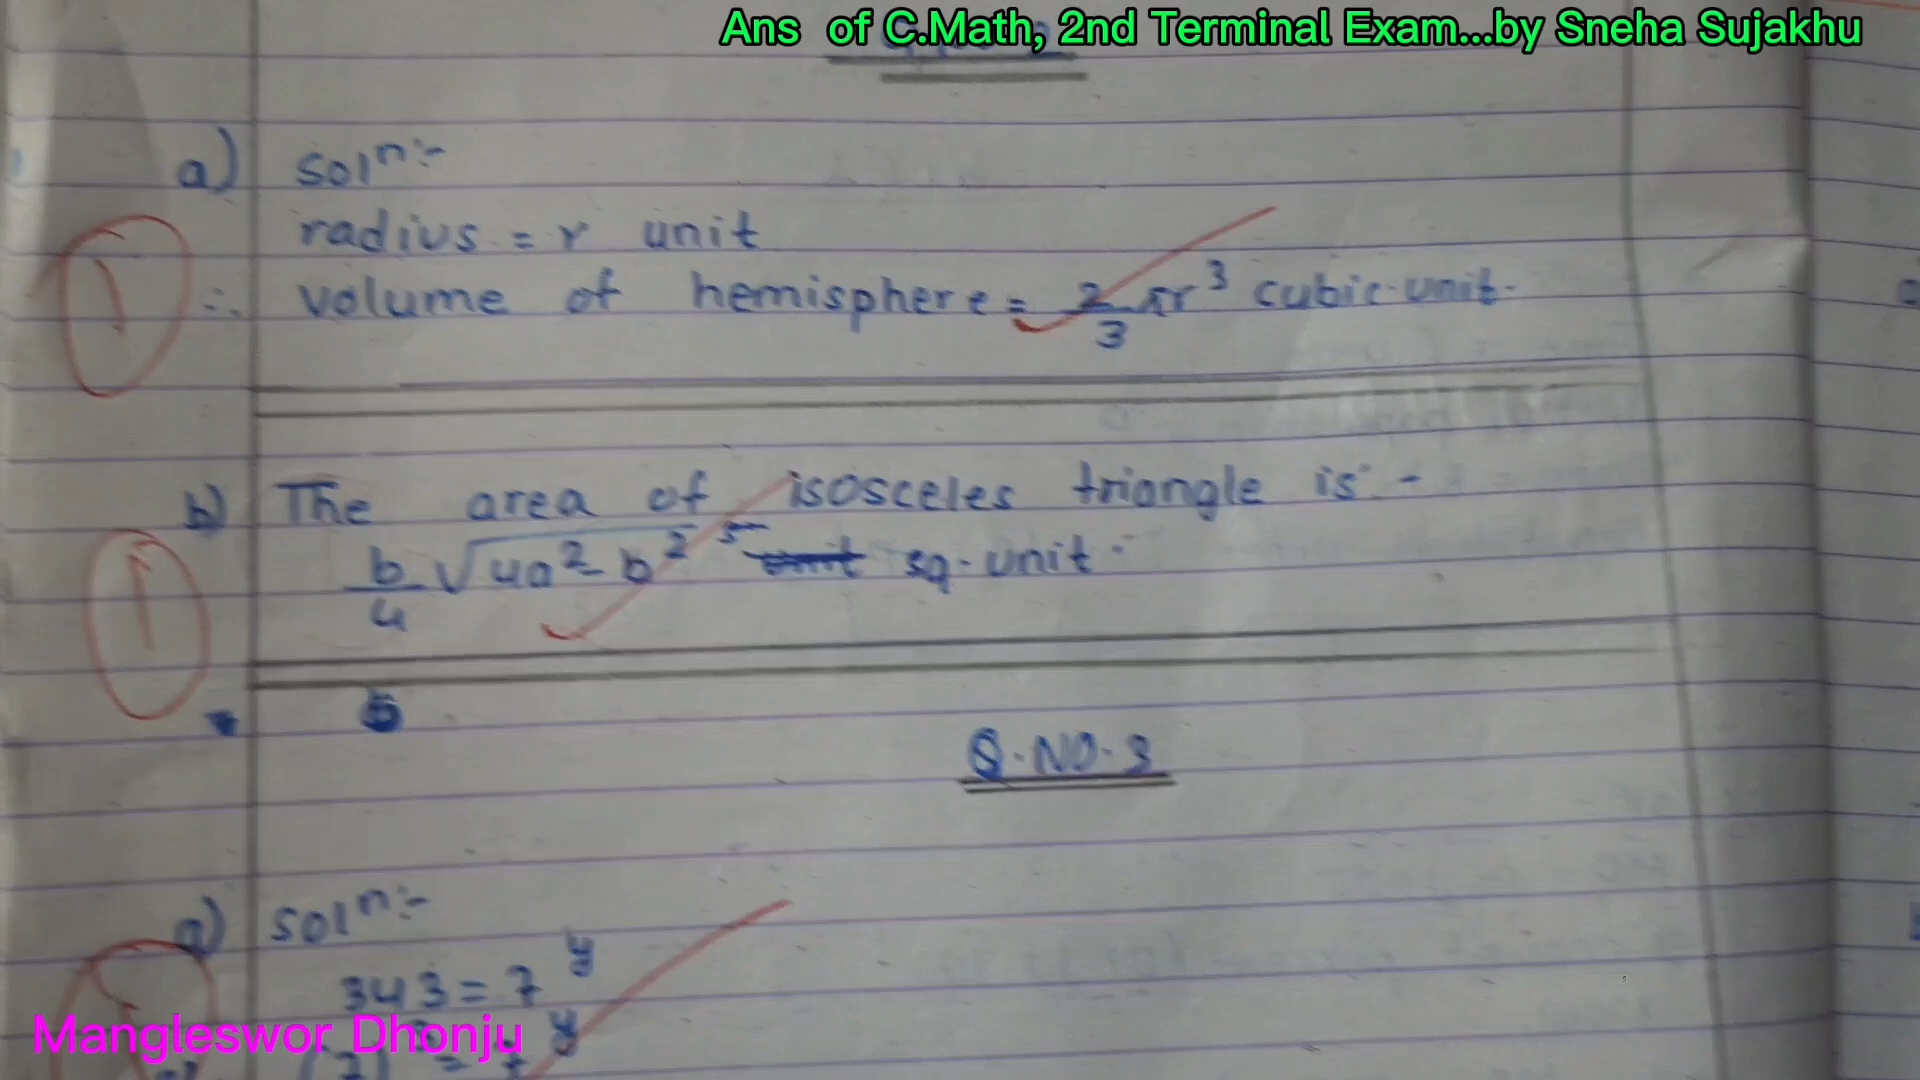 Ans of C.Math, 2nd Terminal Exam...by Sneha Sujakhu
a) solⁿ:-
radius = r unit
1
∴ volume of hemisphere = 2/3 πr³ cubic unit.
b) The area of isosceles triangle is :-
b/4 √4a² - b² sq. unit.
1
Q.NO.3
a) solⁿ:-
343 = 7^y
Mangleswor Dhonju